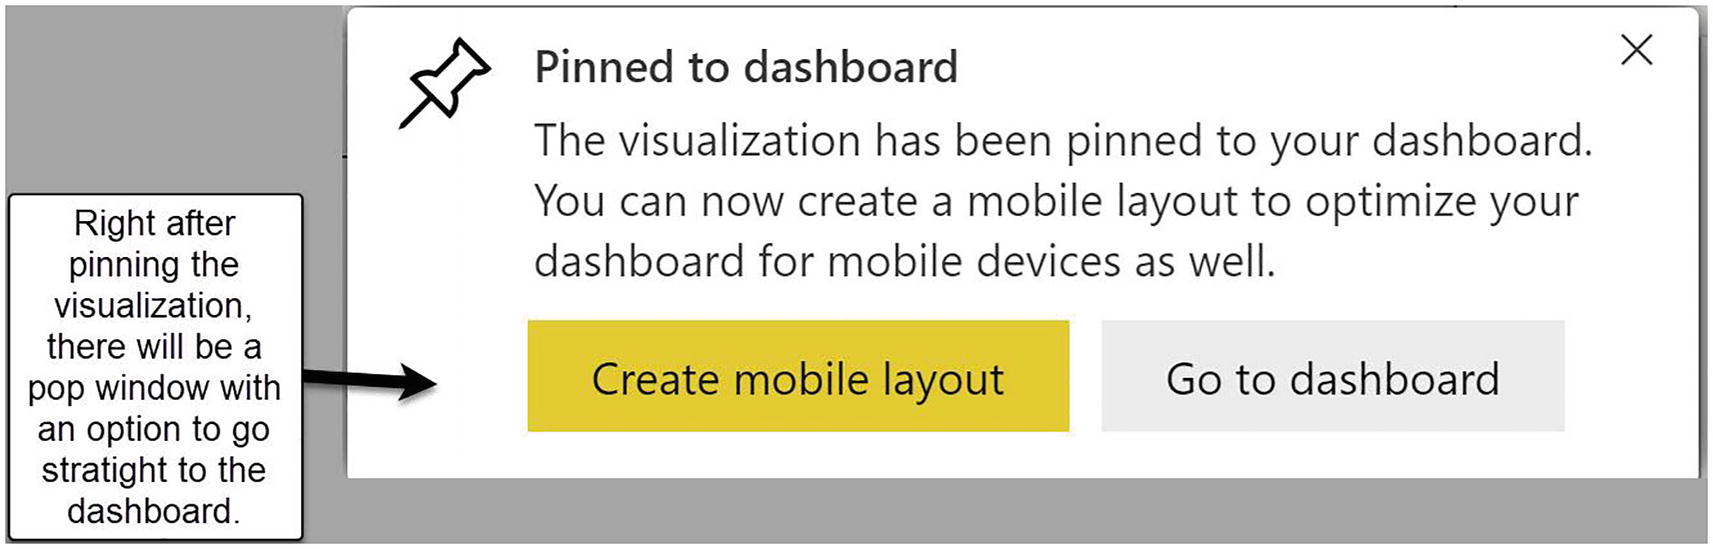 Pinned to dashboard
The visualization has been pinned to your dashboard.
You can now create a mobile layout to optimize your
dashboard for mobile devices as well.
Create mobile layout
Go to dashboard
Right after
pinning the
visualization,
there will be a
pop window with
an option to go
stratight to the
dashboard.